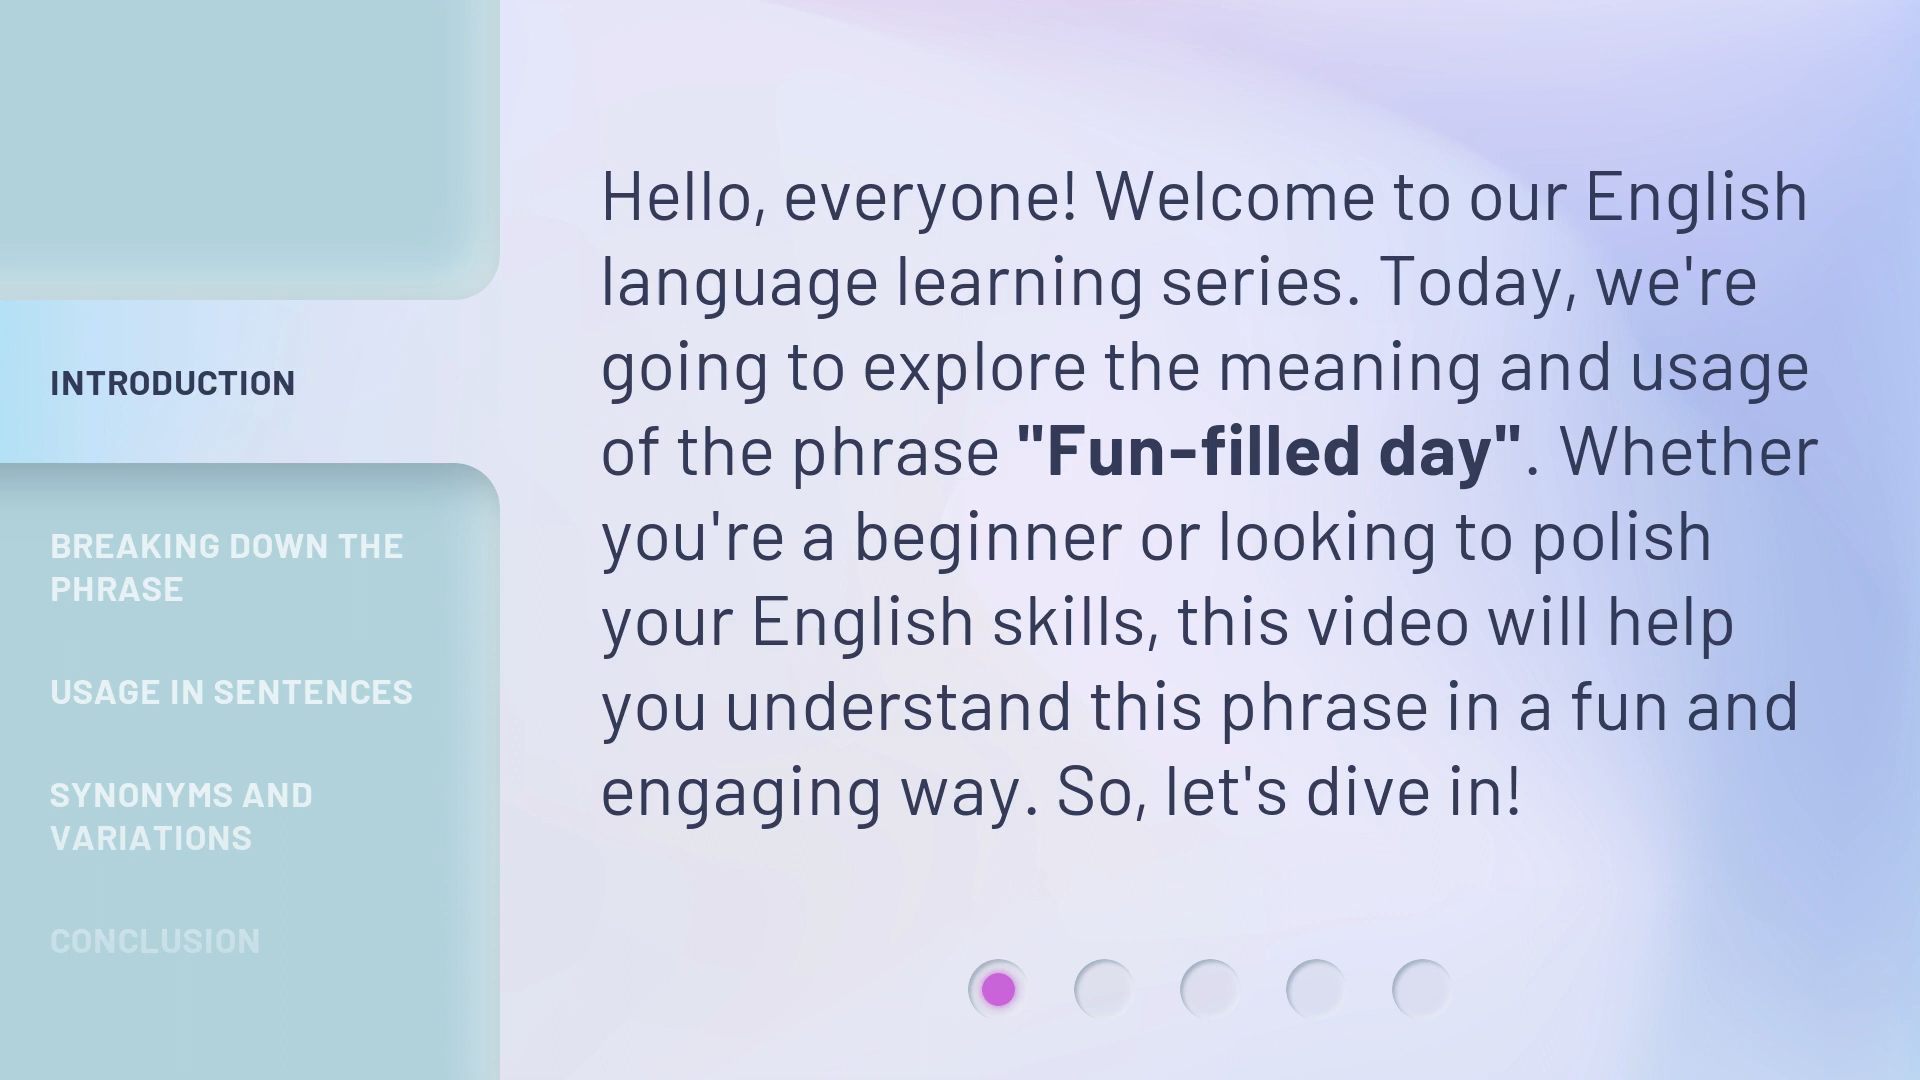 INTRODUCTION
BREAKING DOWN THE
PHRASE
USAGE IN SENTENCES
SYNONYMS AND
VARIATIONS
CONCLUSION
Hello, everyone! Welcome to our English
language learning series. Today, we're
going to explore the meaning and usage
of the phrase "Fun-filled day". Whether
you're a beginner or looking to polish
your English skills, this video will help
you understand this phrase in a fun and
engaging way. So, let's dive in!